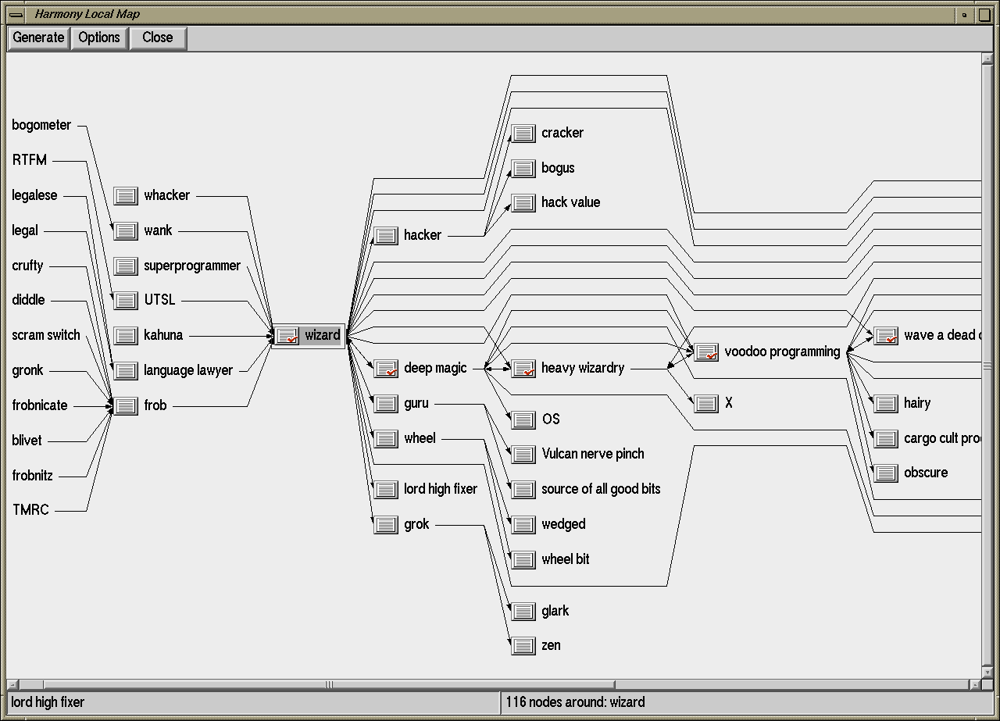 Harmony Local Map
Generate Options Close
bogometer
RTFM
legalese
legal
crufty
diddle
scram switch
gronk
frobnicate
blivet
frobnitz
TMRC
whacker
wank
superprogrammer
UTSL
kahuna
language lawyer
frob
wizard
hacker
deep magic
guru
wheel
lord high fixer
grok
cracker
bogus
hack value
heavy wizardry
OS
Vulcan nerve pinch
source of all good bits
wedged
wheel bit
glark
zen
voodoo programming
X
wave a dead c
hairy
cargo cult pro
obscure
lord high fixer
116 nodes around: wizard